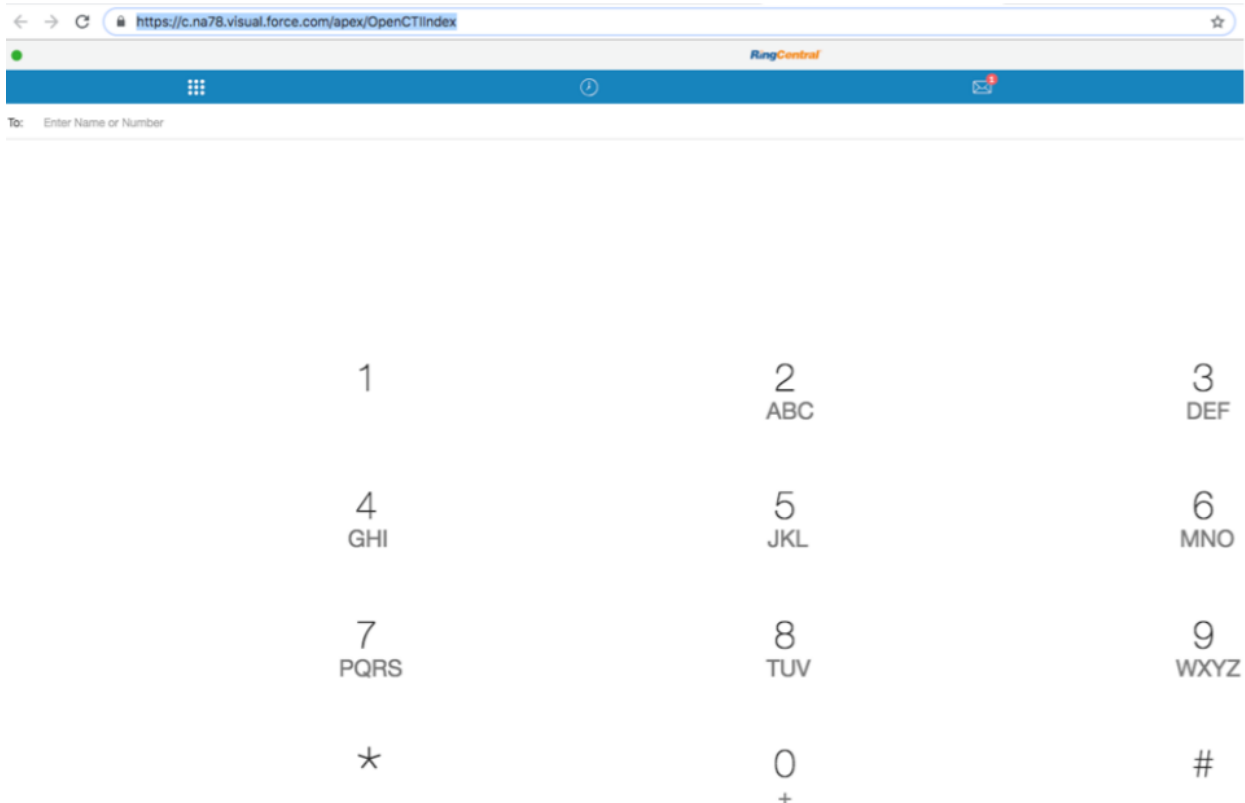 https://c.na78.visual.force.com/apex/OpenCTIIndex
RingCentral
To: Enter Name or Number
1 2 3
ABC DEF
4 5 6
GHI JKL MNO
7 8 9
PQRS TUV WXYZ
* 0 #
+